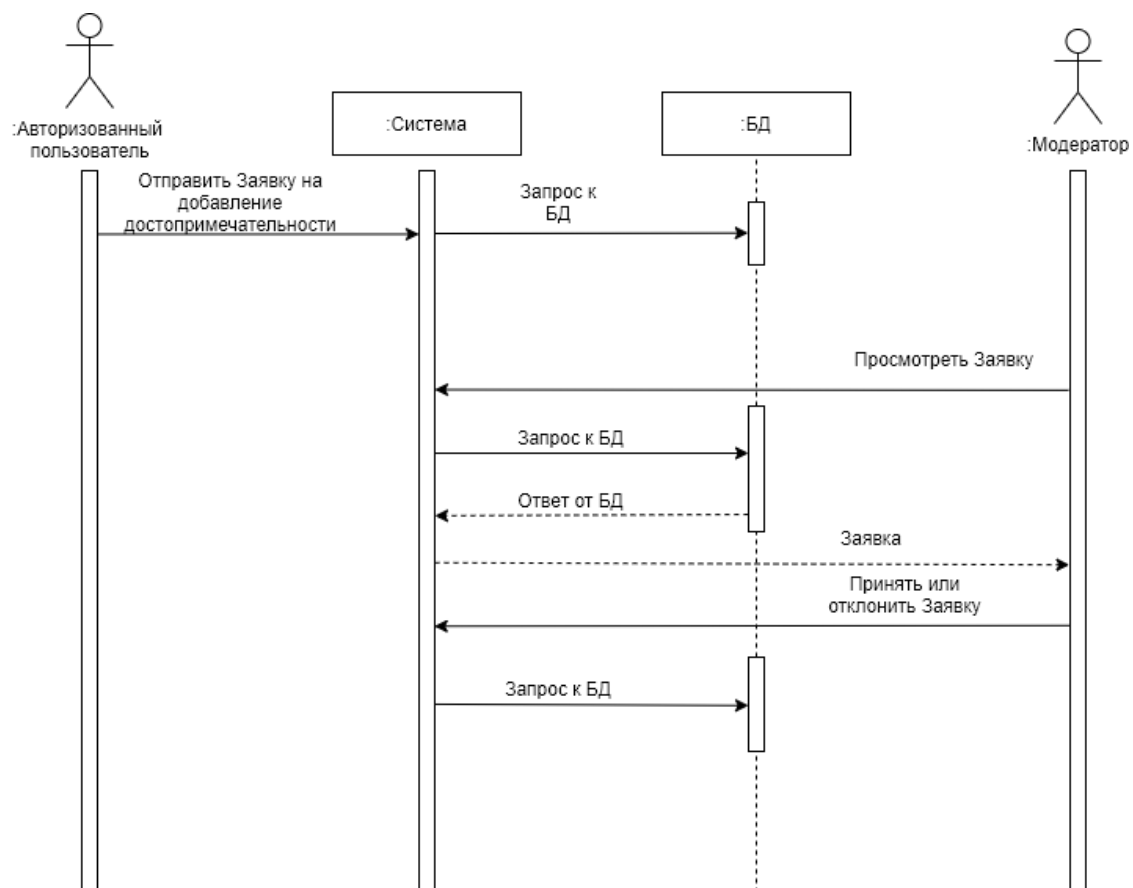 :Авторизованный
пользователь
:Система
:БД
:Модератор
Отправить Заявку на
добавление
достопримечательности
Запрос к
БД
Просмотреть Заявку
Запрос к БД
Ответ от БД
Заявка
Принять или
отклонить Заявку
Запрос к БД